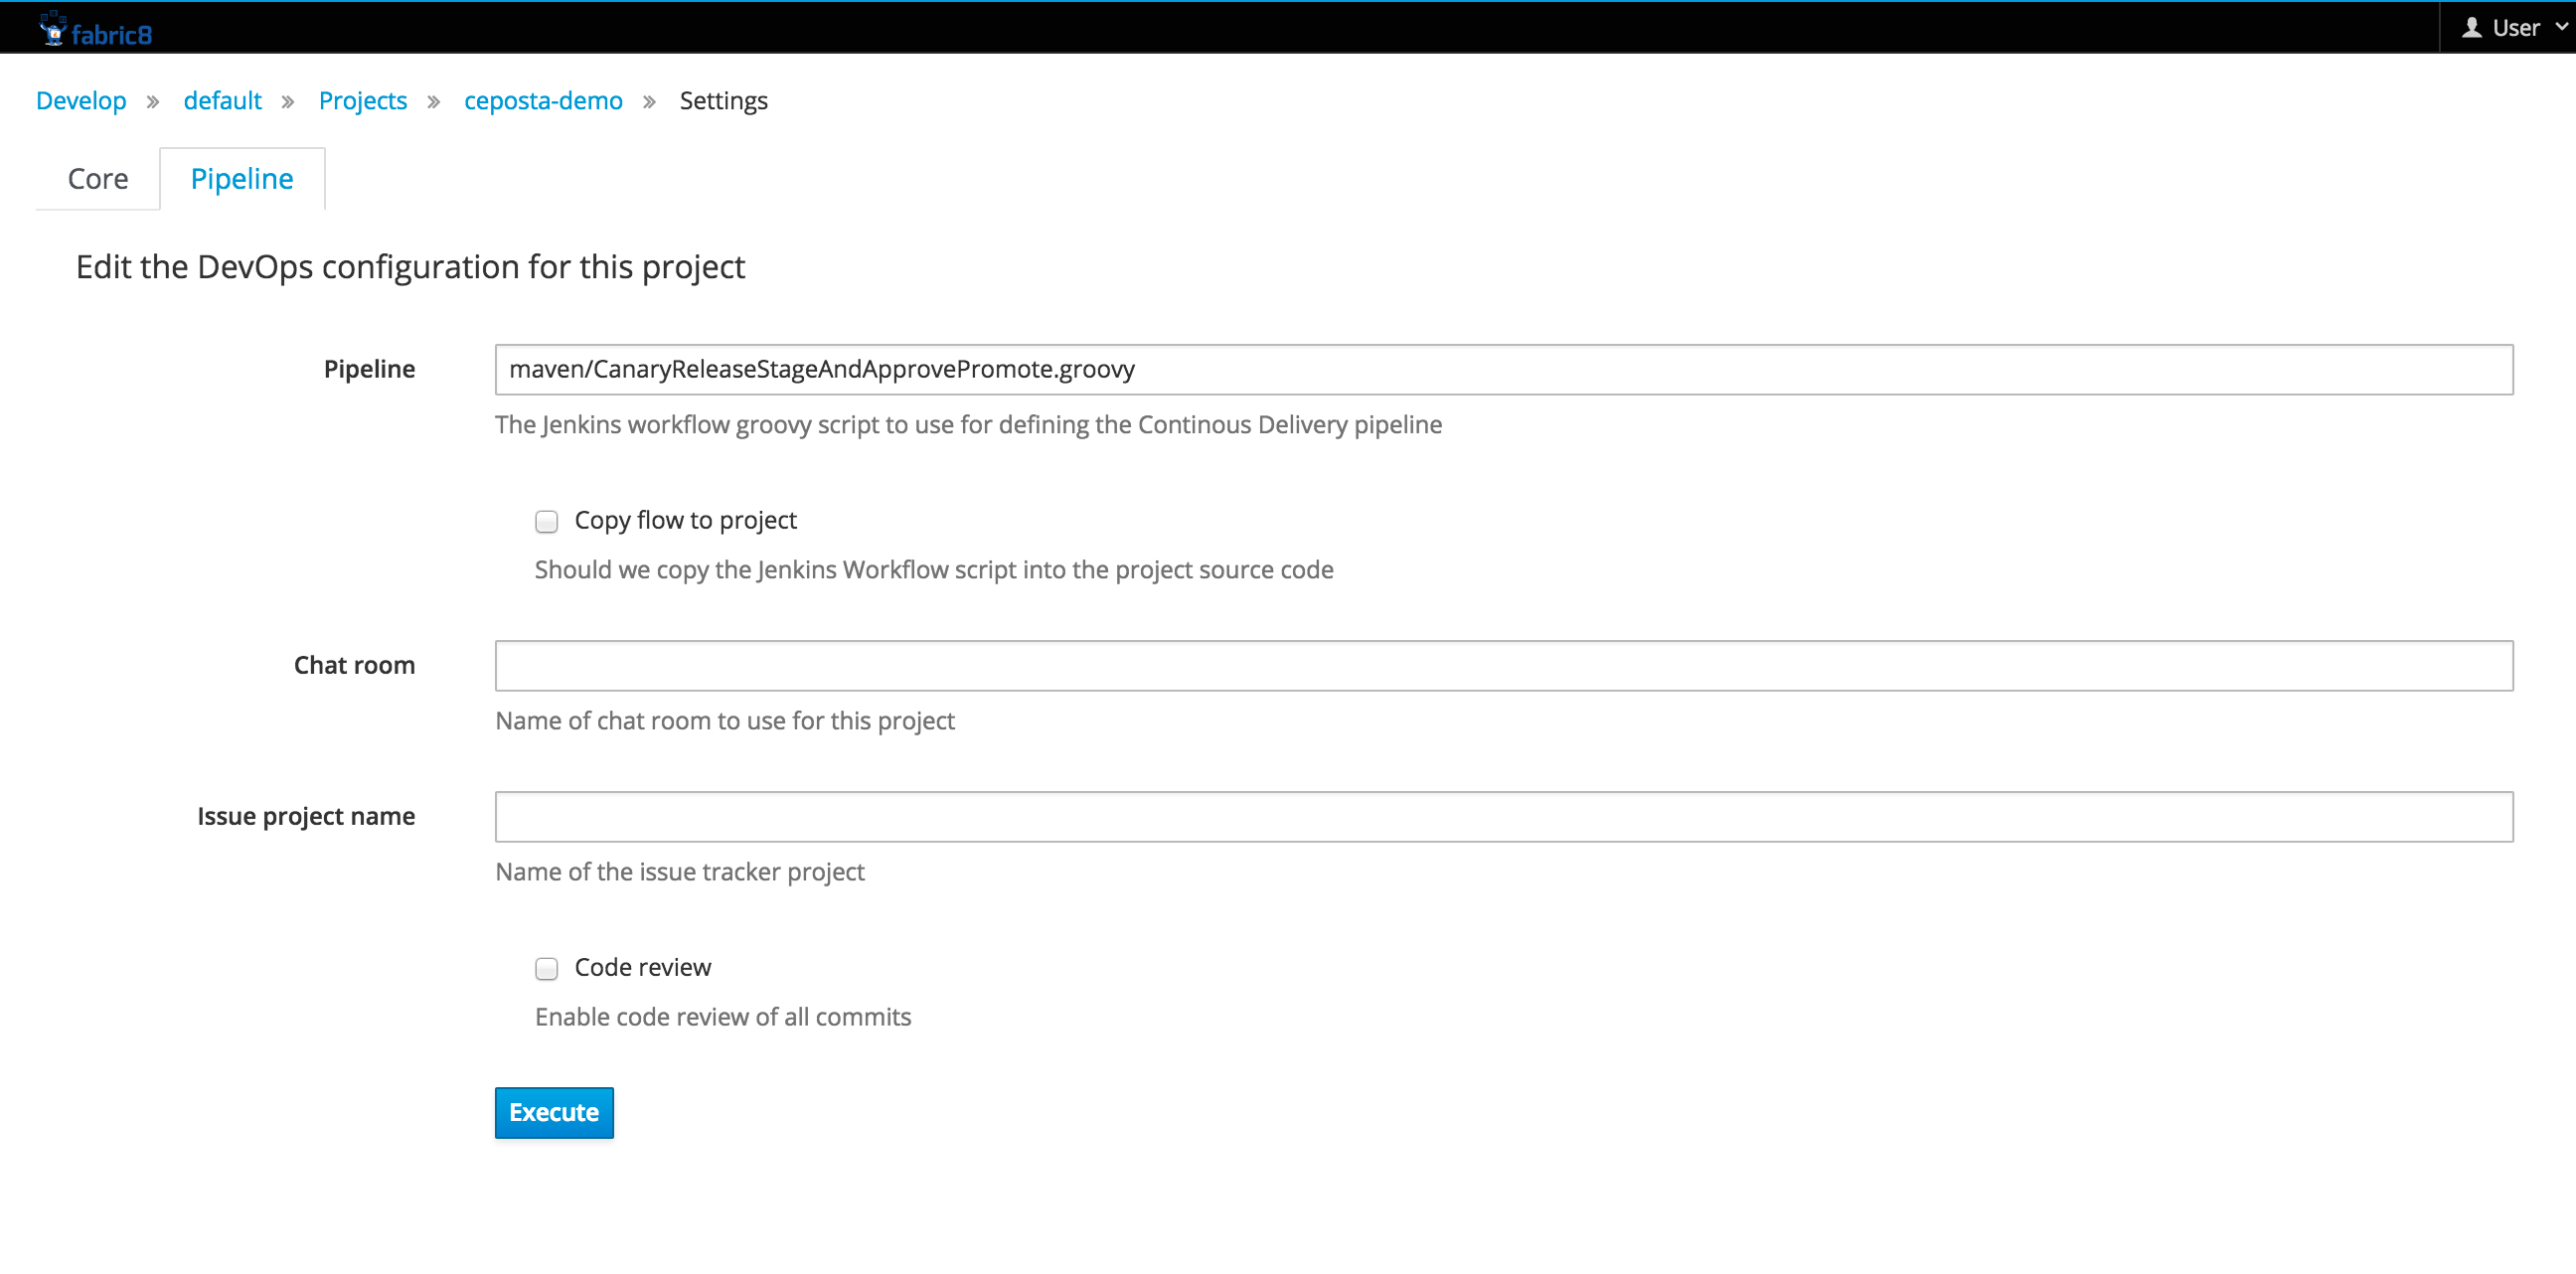 fabric8 User
Develop » default » Projects » ceposta-demo » Settings
Core Pipeline
Edit the DevOps configuration for this project
Pipeline maven/CanaryReleaseStageAndApprovePromote.groovy
The Jenkins workflow groovy script to use for defining the Continous Delivery pipeline
Copy flow to project
Should we copy the Jenkins Workflow script into the project source code
Chat room
Name of chat room to use for this project
Issue project name
Name of the issue tracker project
Code review
Enable code review of all commits
Execute